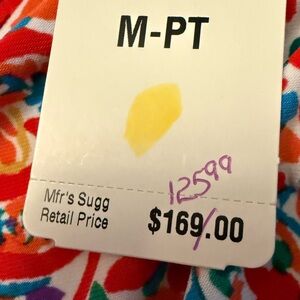 M-PT
12599
Mfr's Sugg
Retail Price
$169.00